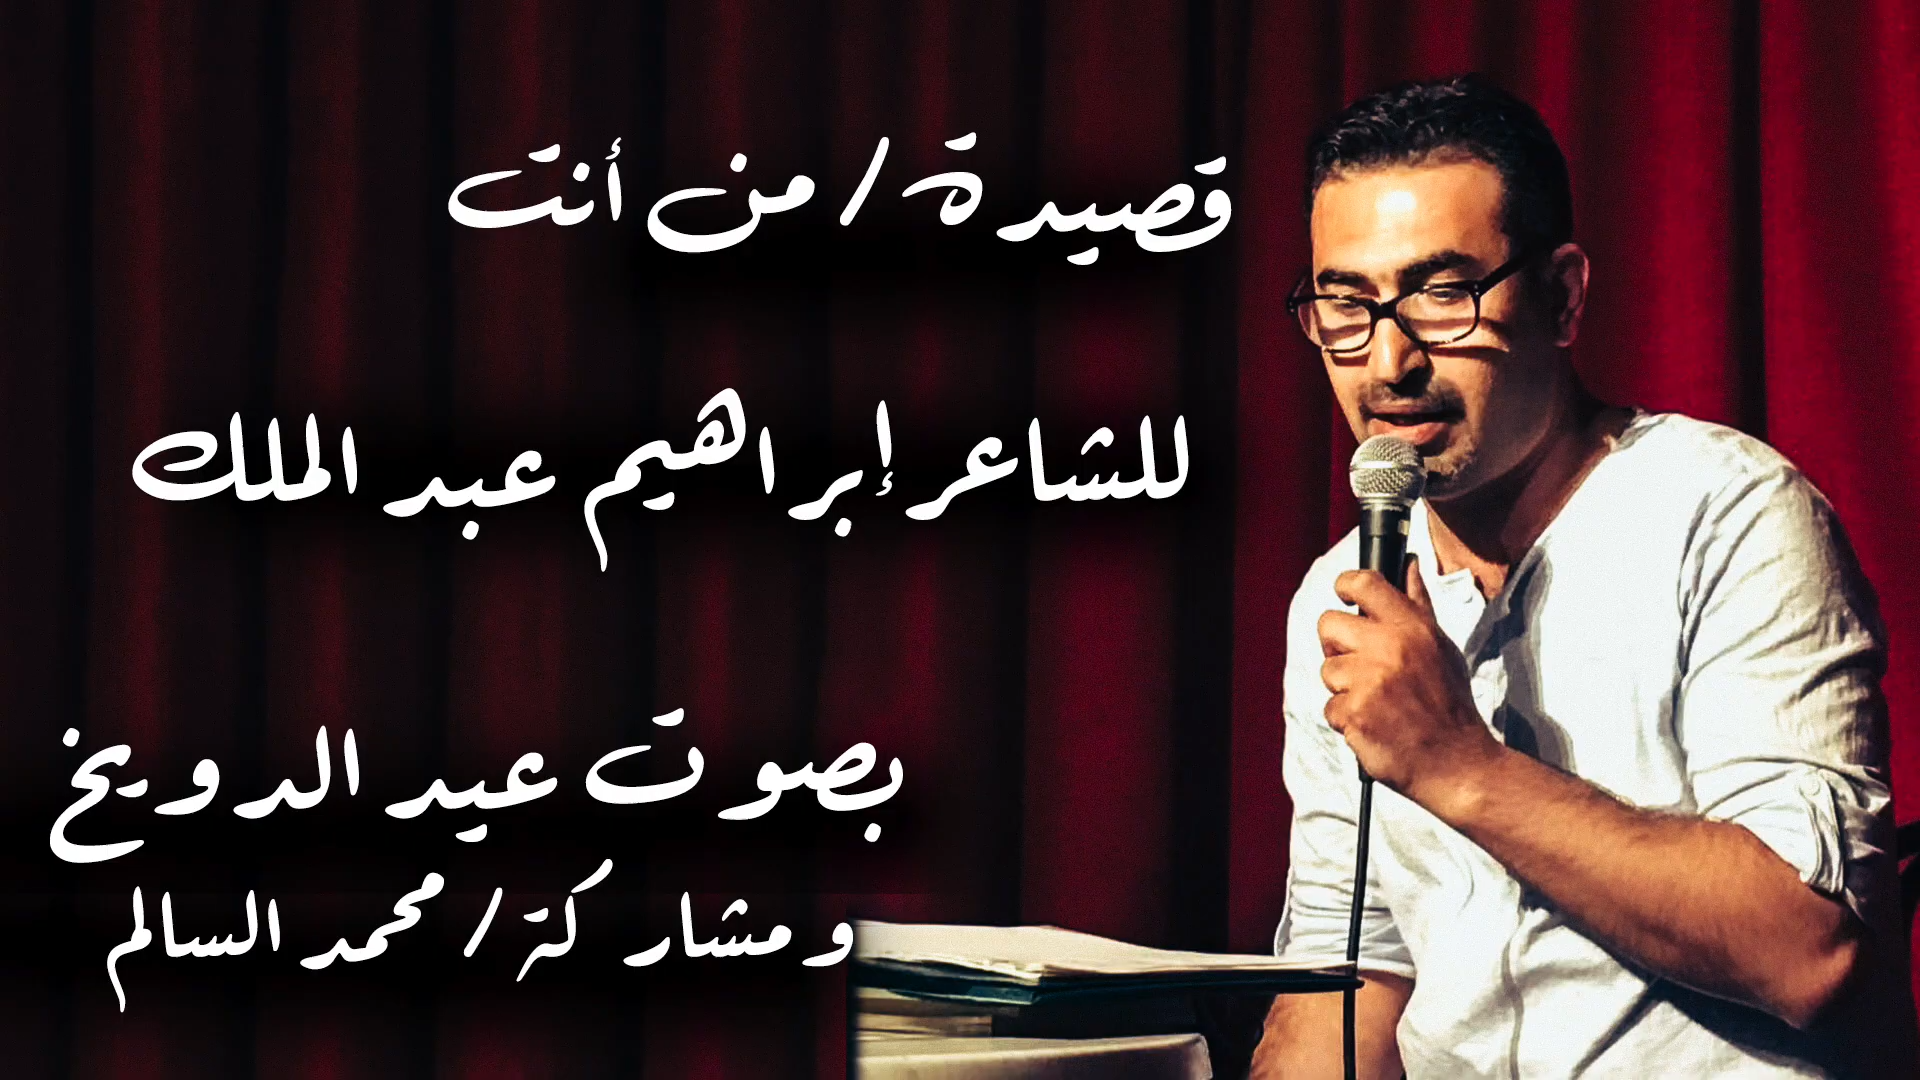 قصيدة / من أنت
للشاعر إبراهيم عبد الملك
بصوت عيد الدويخ
ومشاركة / محمد السالم